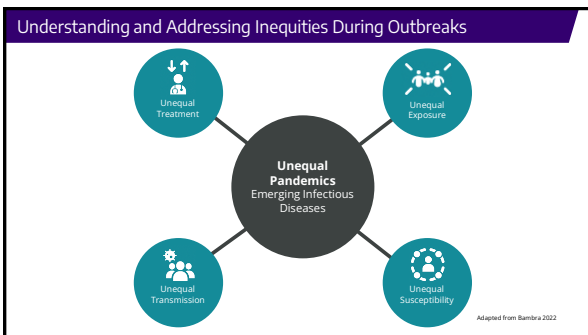 Understanding and Addressing Inequities During Outbreaks
Unequal
Treatment
Unequal
Exposure
Unequal
Pandemics
Emerging Infectious
Diseases
Unequal
Transmission
Unequal
Susceptibility
Adapted from Bambra 2022